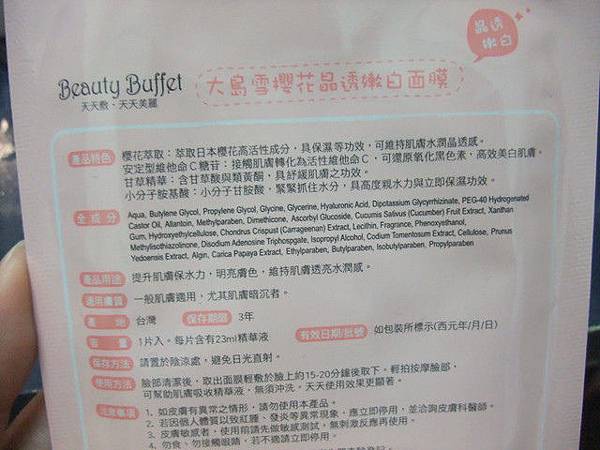 晶透
嫩白
Beauty Buffet
天天敷・天天美麗
大島雪櫻花晶透嫩白面膜
產品特色 櫻花萃取：萃取日本櫻花高活性成分，具保濕等功效，可維持肌膚水潤晶透感。
安定型維他命C糖苷：接觸肌膚轉化為活性維他命C，可還原氧化黑色素，高效美白肌膚。
甘草精華：含甘草酸與類黃酮，具紓緩肌膚之功效。
小分子胺基酸：小分子甘胺酸，緊緊抓住水分，具高度親水力與立即保濕功效。
全成分 Aqua, Butylene Glycol, Propylene Glycol, Glycine, Glycerine, Hyaluronic Acid, Dipotassium Glycyrrhizinate, PEG-40 Hydrogenated
Castor Oil, Allantoin, Methylparaben, Dimethicone, Ascorbyl Glucoside, Cucumis Sativus (Cucumber) Fruit Extract, Xanthan
Gum, Hydroxyethylcellulose, Chondrus Crispust (Carrageenan) Extract, Lecithin, Fragrance, Phenoxyethanol,
Methylisothiazolinone, Disodium Adenosine Triphospgate, Isopropyl Alcohol, Codium Tomentosum Extract, Cellulose, Prunus
Yedoensis Extract, Algin, Carica Papaya Extract, Ethylparaben, Butylparaben, Isobutylparaben, Propylparaben
產品用途 提升肌膚保水力，明亮膚色，維持肌膚透亮水潤感。
適用膚質 一般肌膚適用，尤其肌膚暗沉者。
產地 台灣 保存期限 3年
容量 1片入。每片含有23ml精華液 有效日期/批號 如包裝所標示(西元年/月/日)
保存方法 請置於陰涼處，避免日光直射。
使用方法 臉部清潔後，取出面膜輕敷於臉上約15-20分鐘後取下。輕拍按摩臉部，
可幫助肌膚吸收精華液，無須沖洗。天天使用效果更顯著。
注意事項 1. 如皮膚有異常之情形，請勿使用本產品。
2. 若因個人體質以致紅腫、發炎等異常現象，應立即停用，並洽詢皮膚科醫師。
3. 皮膚敏感者，使用前請先做敏感測試，無刺激反應再使用。
4. 勿食、勿接觸眼睛，若不適請立即停用。